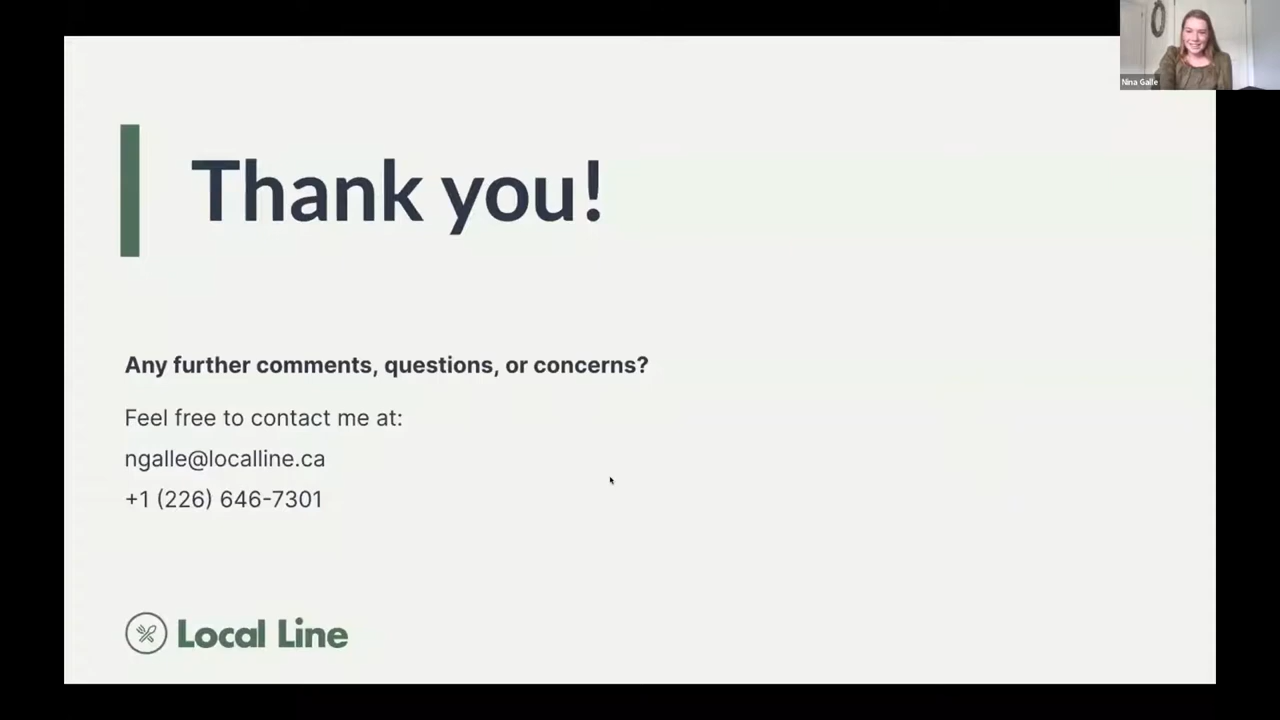 Nina Galle
Thank you!
Any further comments, questions, or concerns?
Feel free to contact me at:
ngalle@localline.ca
+1 (226) 646-7301
Local Line